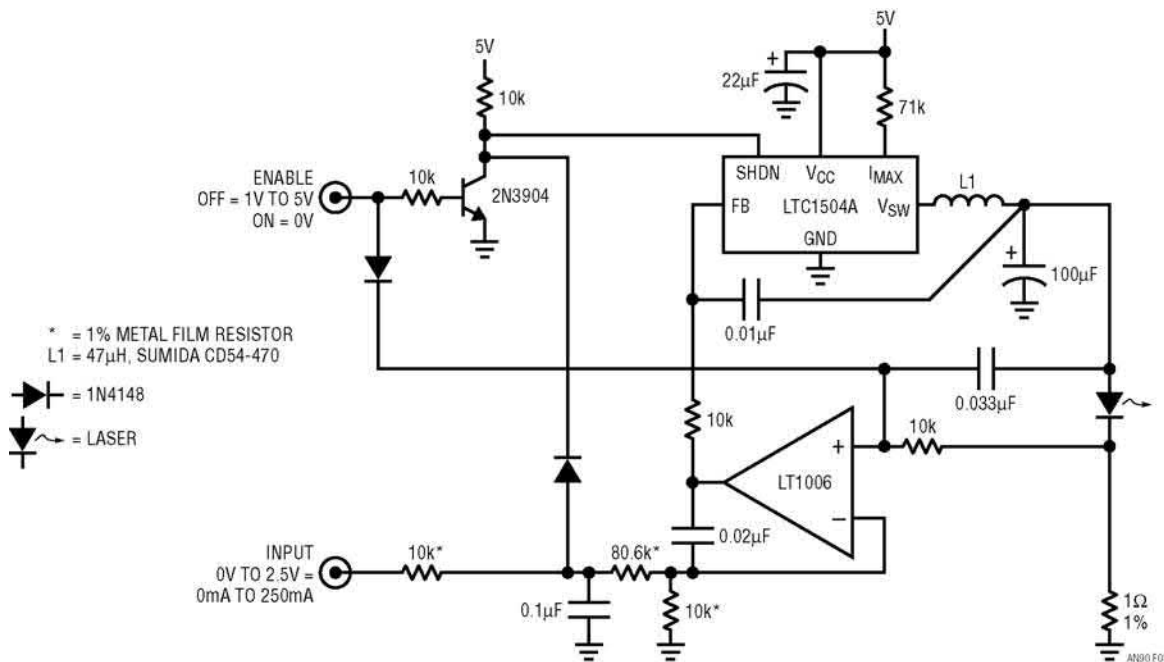 5V
10k
ENABLE
OFF = 1V TO 5V
ON = 0V
10k
2N3904
5V
+
22µF
71k
SHDN
VCC
IMAX
FB
LTC1504A
VSW
GND
L1
+
100µF
0.01µF
* = 1% METAL FILM RESISTOR
L1 = 47µH, SUMIDA CD54-470
= 1N4148
= LASER
0.033µF
10k
10k
+
LT1006
–
0.02µF
INPUT
0V TO 2.5V =
0mA TO 250mA
10k*
80.6k*
0.1µF
10k*
1Ω
1%